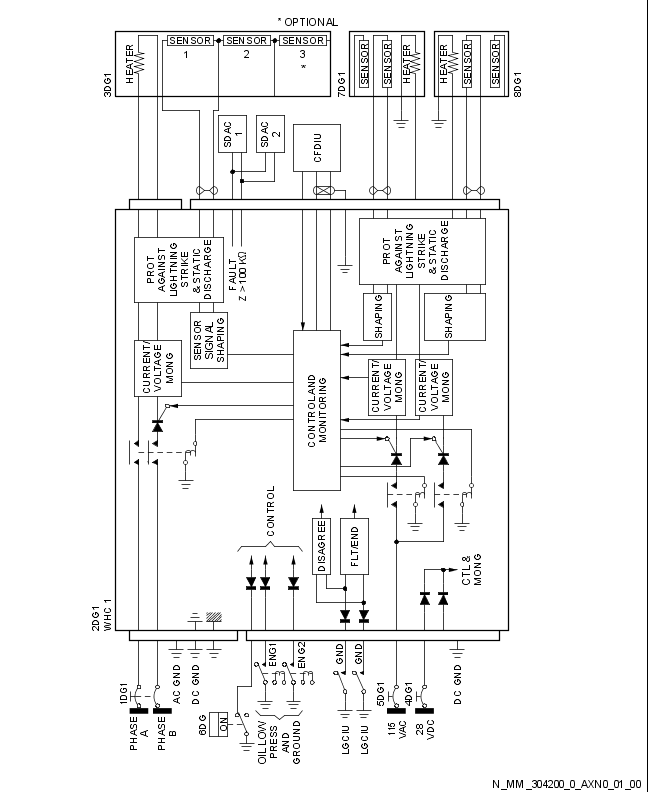 * OPTIONAL
3DG1
HEATER
SENSOR
1
SENSOR
2
SENSOR
3
*
7DG1
SENSOR
SENSOR
HEATER
HEATER
SENSOR
SENSOR
8DG1
SDAC
1
SDAC
2
CFDIU
PROT
AGAINST
LIGHTNING
STRIKE
& STATIC
DISCHARGE
FAULT
Z >100 kΩ
PROT
AGAINST
LIGHTNING
STRIKE
& STATIC
DISCHARGE
SENSOR
SIGNAL
SHAPING
SHAPING
SHAPING
CURRENT/
VOLTAGE
MONG
CONTROLAND
MONITORING
CURRENT/
VOLTAGE
MONG
CURRENT/
VOLTAGE
MONG
CONTROL
DISAGREE
FLT/END
CTL &
MONG
2DG1
WHC 1
1DG1
PHASE
A
PHASE
B
AC GND
DC GND
6DG
ON
ENG1
ENG2
OIL LOW
PRESS
AND
GROUND
GND
LGCIU
GND
LGCIU
5DG1
115
VAC
4DG1
28
VDC
DC GND
N_MM_304200_0_AXN0_01_00